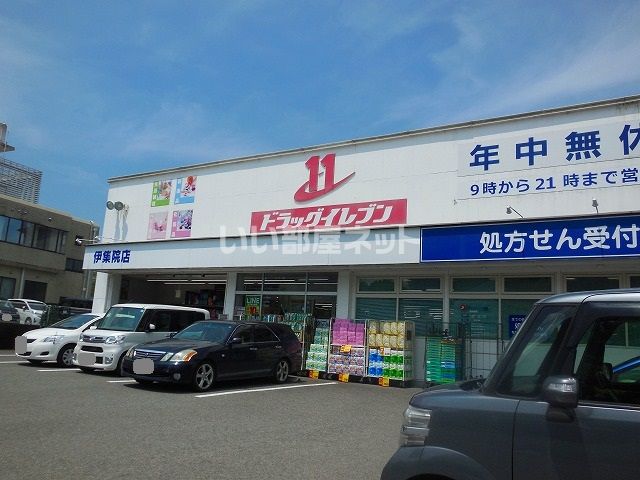 11
ドラッグイレブン
年中無休
9時から21時まで営
伊集院店
処方せん受付
いい部屋ネット
LINE